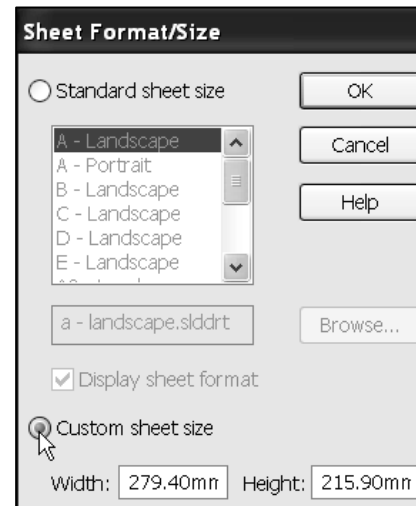 Sheet Format/Size
Standard sheet size
OK
A - Landscape
Cancel
A - Portrait
B - Landscape
Help
C - Landscape
D - Landscape
E - Landscape
a - landscape.slddrt
Browse...
Display sheet format
Custom sheet size
Width: 279.40mm Height: 215.90mm